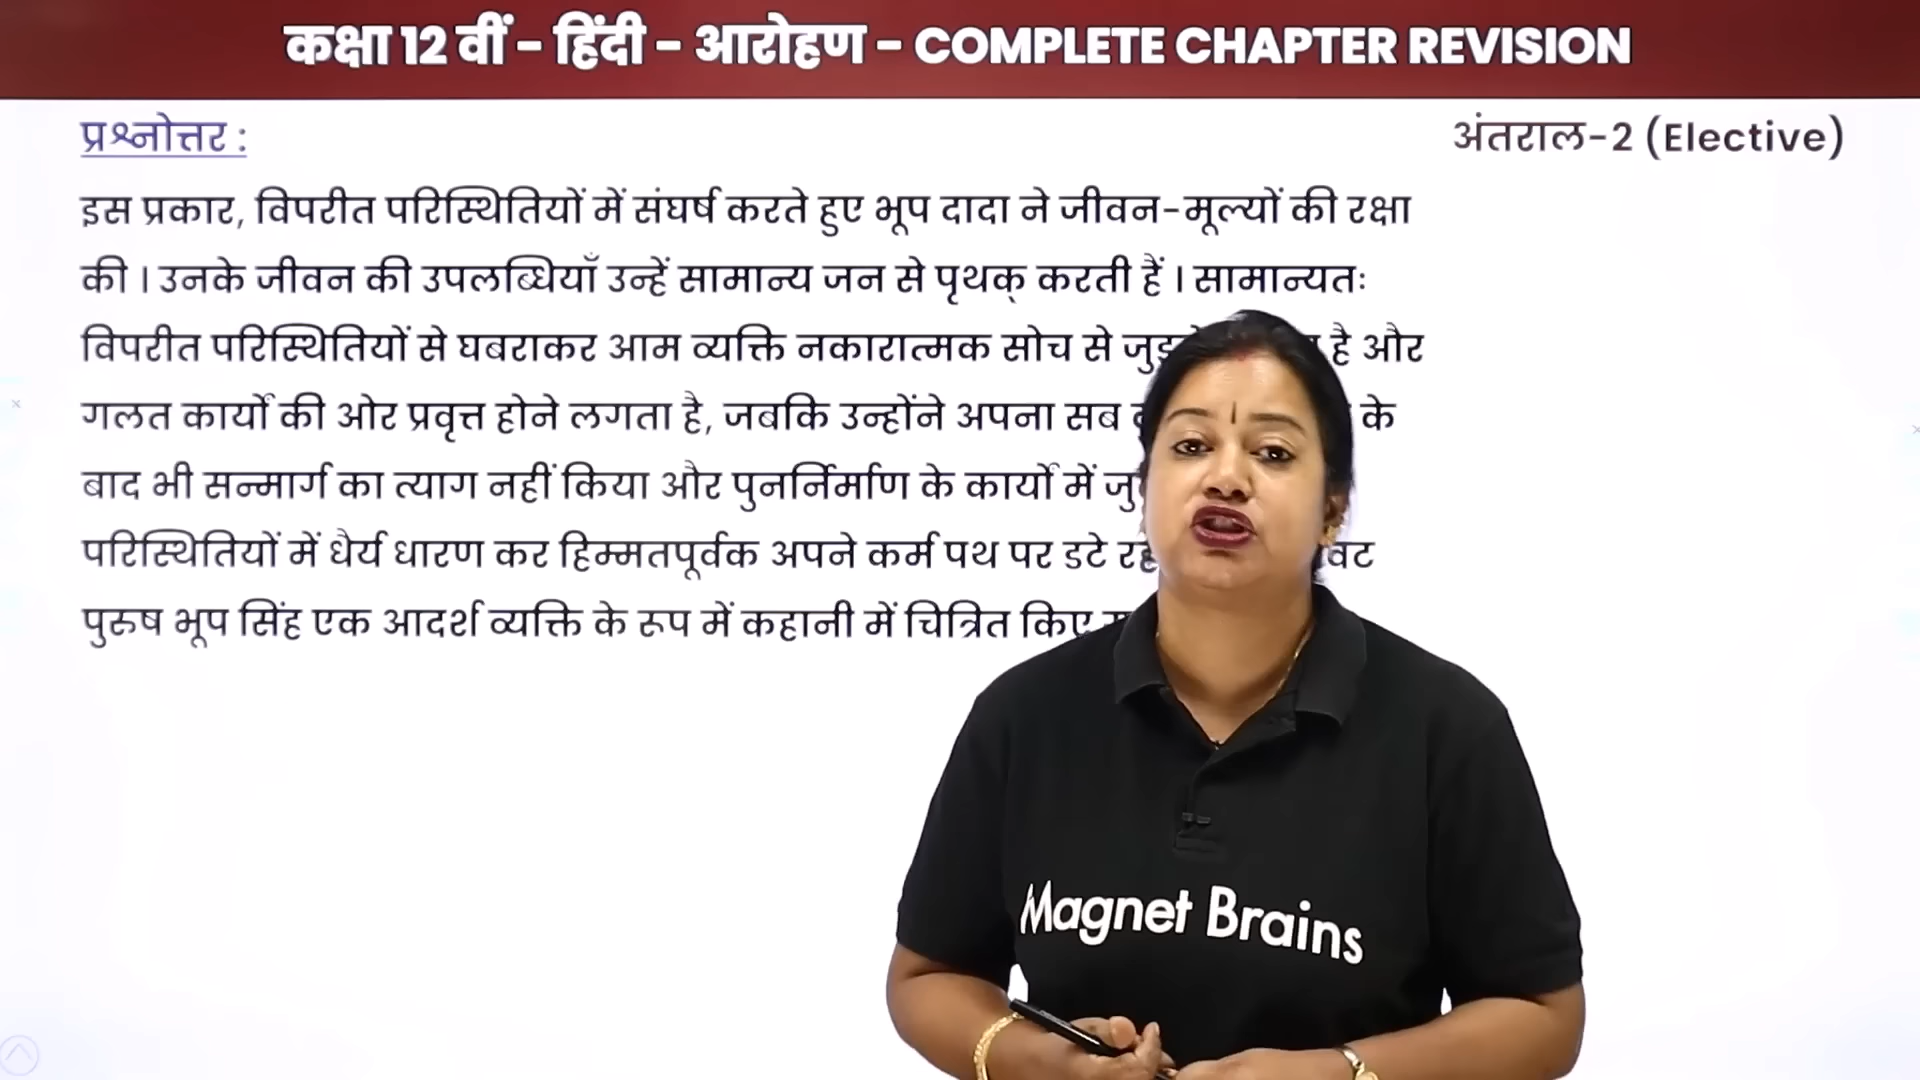 कक्षा 12 वीं - हिंदी - आरोहण - COMPLETE CHAPTER REVISION
प्रश्नोत्तर :
अंतराल-2 (Elective)
इस प्रकार, विपरीत परिस्थितियों में संघर्ष करते हुए भूप दादा ने जीवन-मूल्यों की रक्षा
की । उनके जीवन की उपलब्धियाँ उन्हें सामान्य जन से पृथक् करती हैं । सामान्यतः
विपरीत परिस्थितियों से घबराकर आम व्यक्ति नकारात्मक सोच से है और
गलत कार्यों की ओर प्रवृत्त होने लगता है, जबकि उन्होंने अपना सब के
बाद भी सन्मार्ग का त्याग नहीं किया और पुनर्निर्माण के कार्यों में
परिस्थितियों में धैर्य धारण कर हिम्मतपूर्वक अपने कर्म पथ पर डटे
पुरुष भूप सिंह एक आदर्श व्यक्ति के रूप में कहानी में चित्रित किए
Magnet Brains